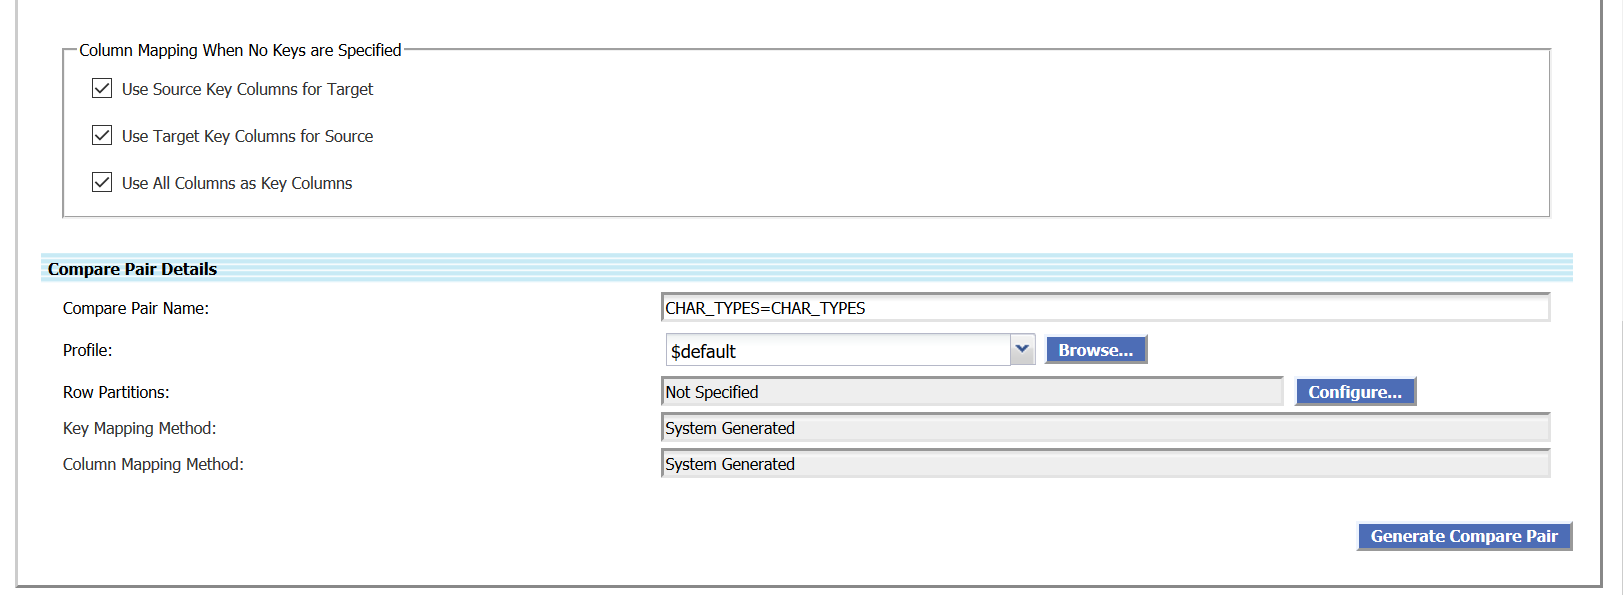 Column Mapping When No Keys are Specified
Use Source Key Columns for Target
Use Target Key Columns for Source
Use All Columns as Key Columns
Compare Pair Details
Compare Pair Name: CHAR_TYPES=CHAR_TYPES
Profile: $default Browse...
Row Partitions: Not Specified Configure...
Key Mapping Method: System Generated
Column Mapping Method: System Generated
Generate Compare Pair